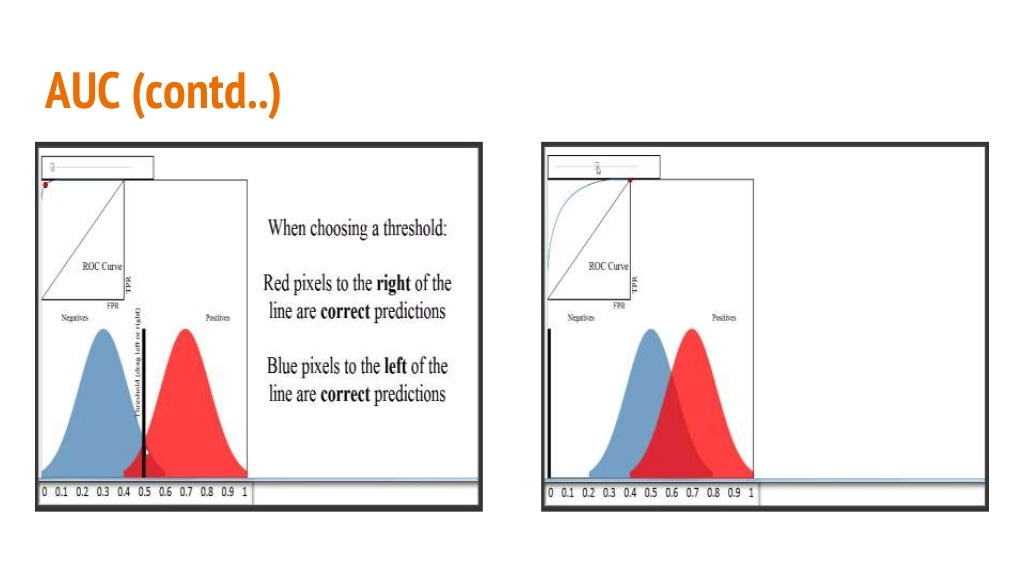 AUC (contd..)
When choosing a threshold:
Red pixels to the right of the
line are correct predictions
Blue pixels to the left of the
line are correct predictions
ROC Curve
TPR
FPR
Negatives
Positives
Threshold (drag left or right)
0 0.1 0.2 0.3 0.4 0.5 0.6 0.7 0.8 0.9 1
ROC Curve
TPR
FPR
Negatives
Positives
0 0.1 0.2 0.3 0.4 0.5 0.6 0.7 0.8 0.9 1